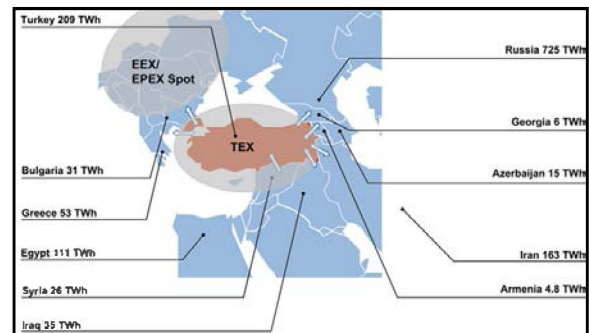 Turkey 209 TWh
EEX/
EPEX Spot
Russia 725 TWh
Georgia 6 TWh
TEX
Bulgaria 31 TWh
Azerbaijan 15 TWh
Greece 53 TWh
Egypt 111 TWh
Iran 163 TWh
Syria 26 TWh
Armenia 4.8 TWh
Iraq 35 TWh